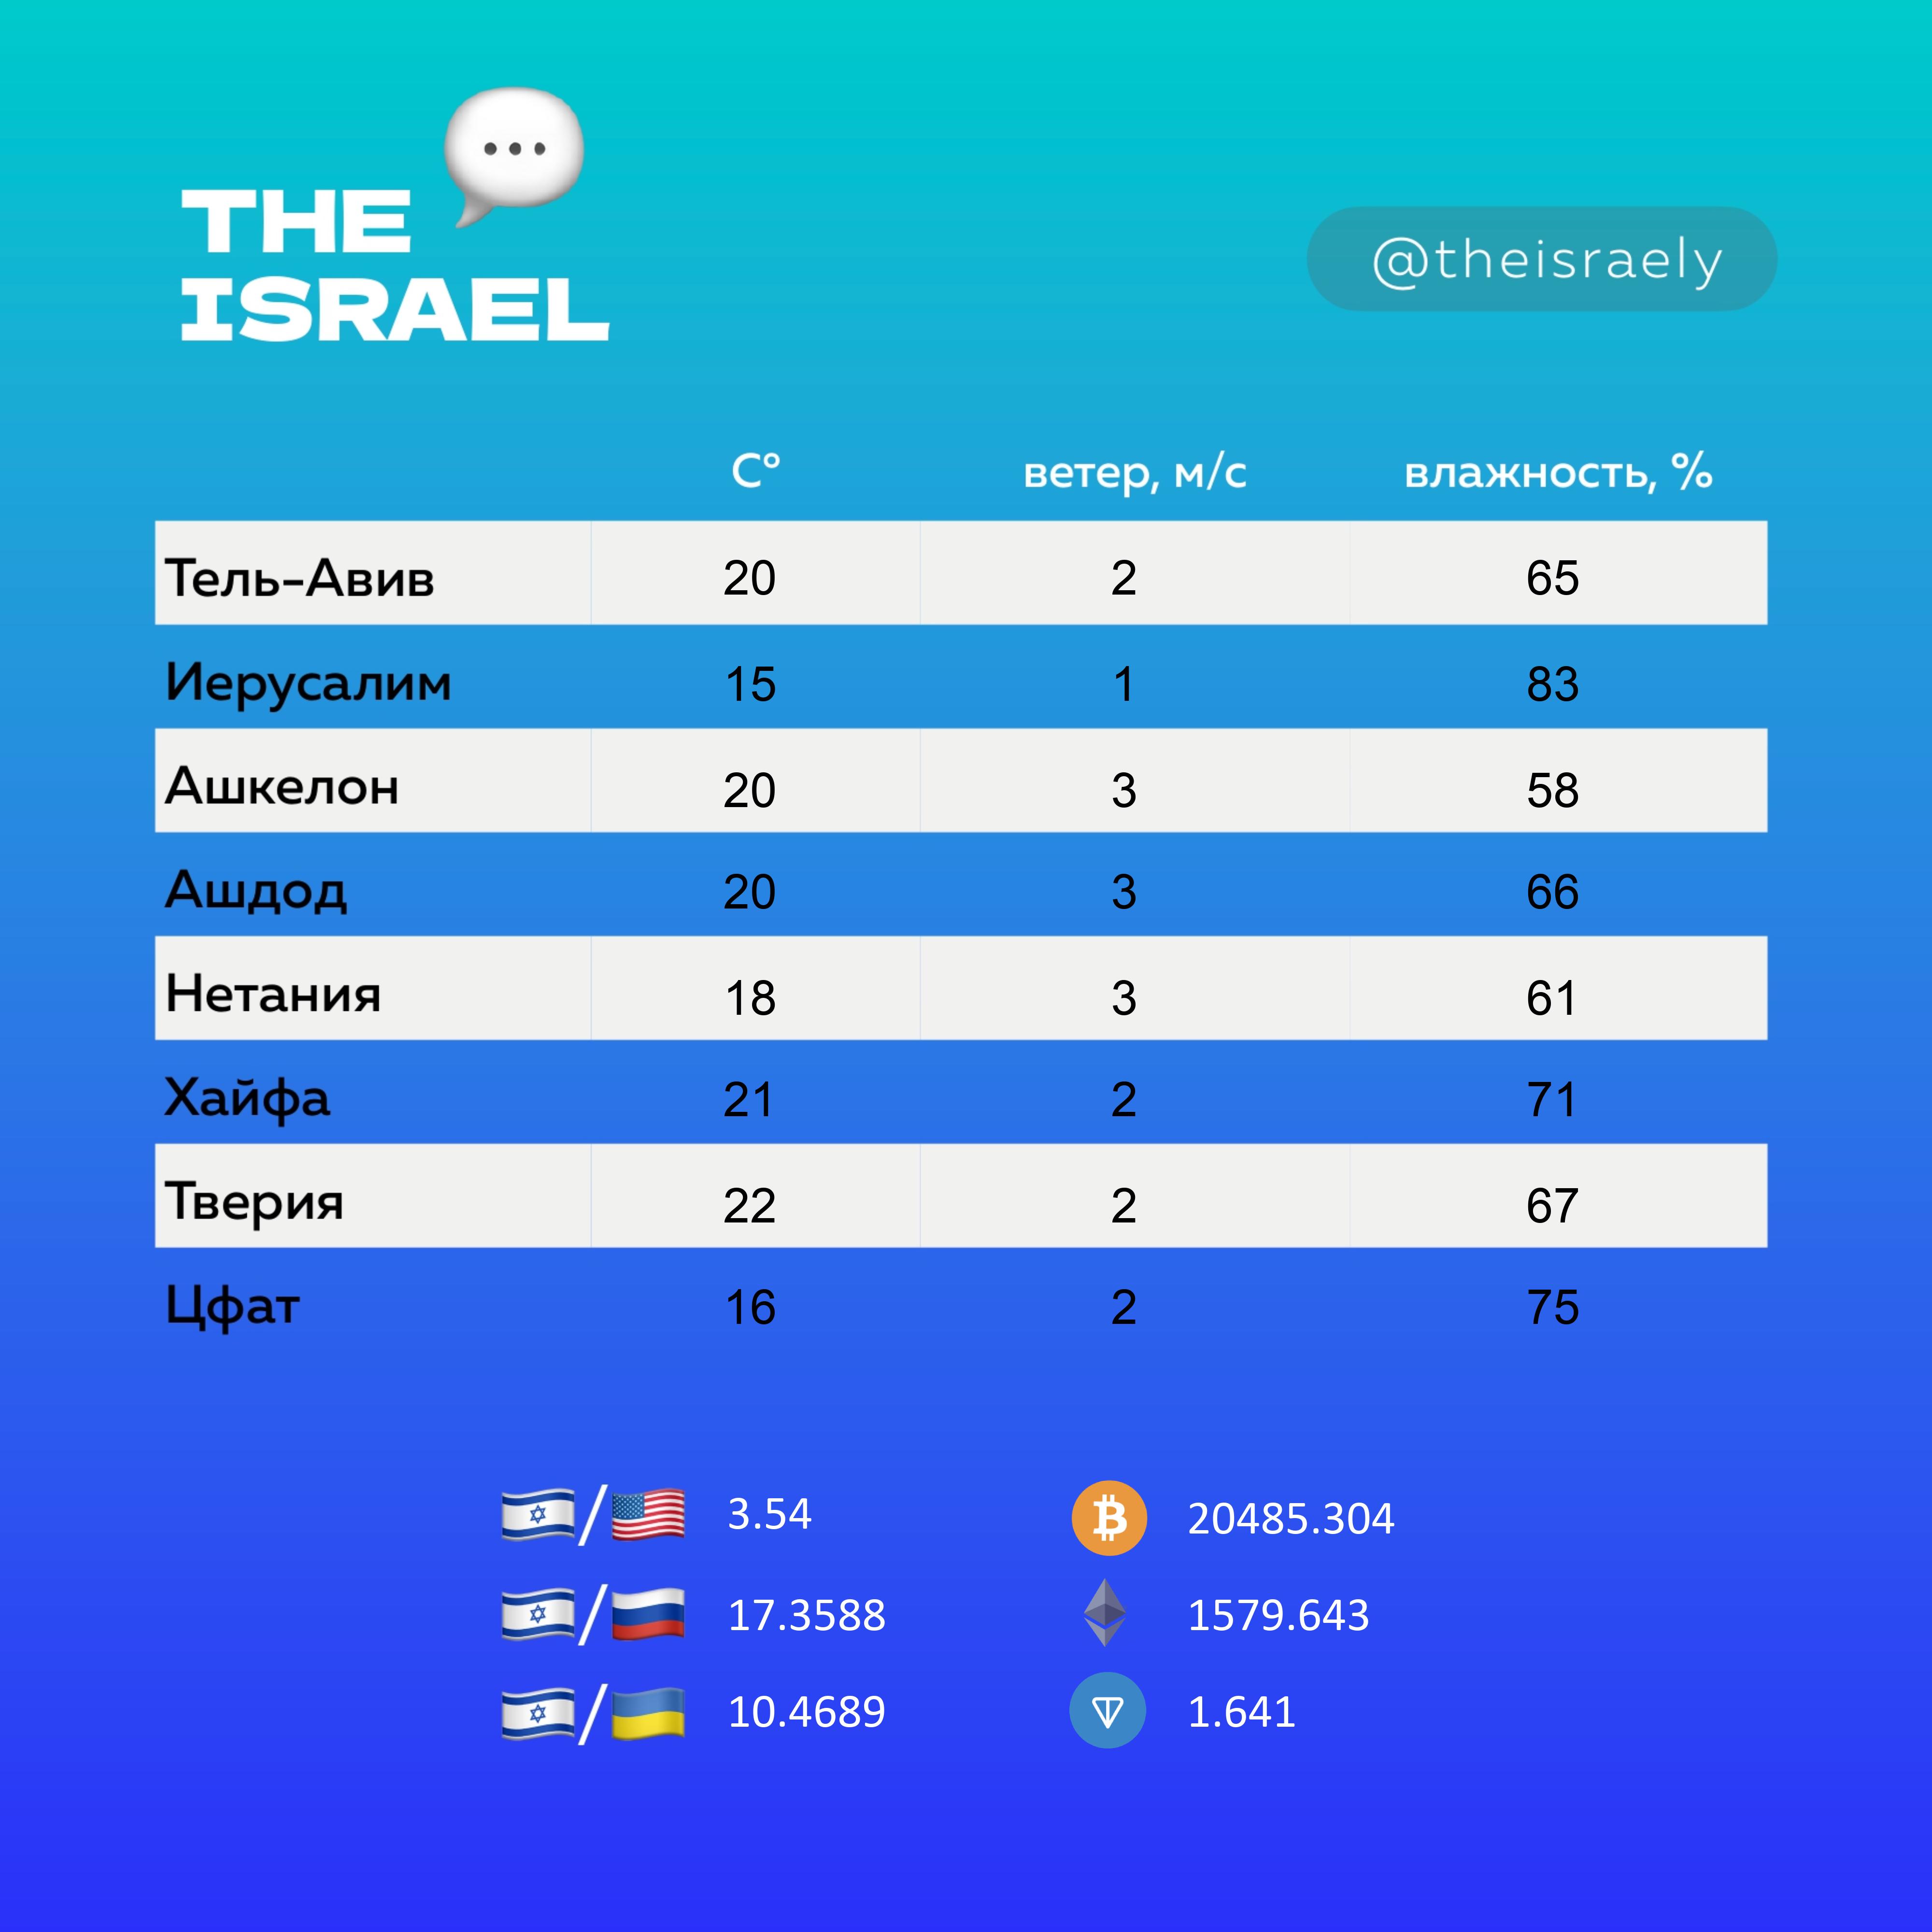 THE
ISRAEL
@theisraely
C° ветер, м/с влажность, %
Тель-Авив 20 2 65
Иерусалим 15 1 83
Ашкелон 20 3 58
Ашдод 20 3 66
Нетания 18 3 61
Хайфа 21 2 71
Тверия 22 2 67
Цфат 16 2 75
/ 3.54 20485.304
/ 17.3588 1579.643
/ 10.4689 1.641